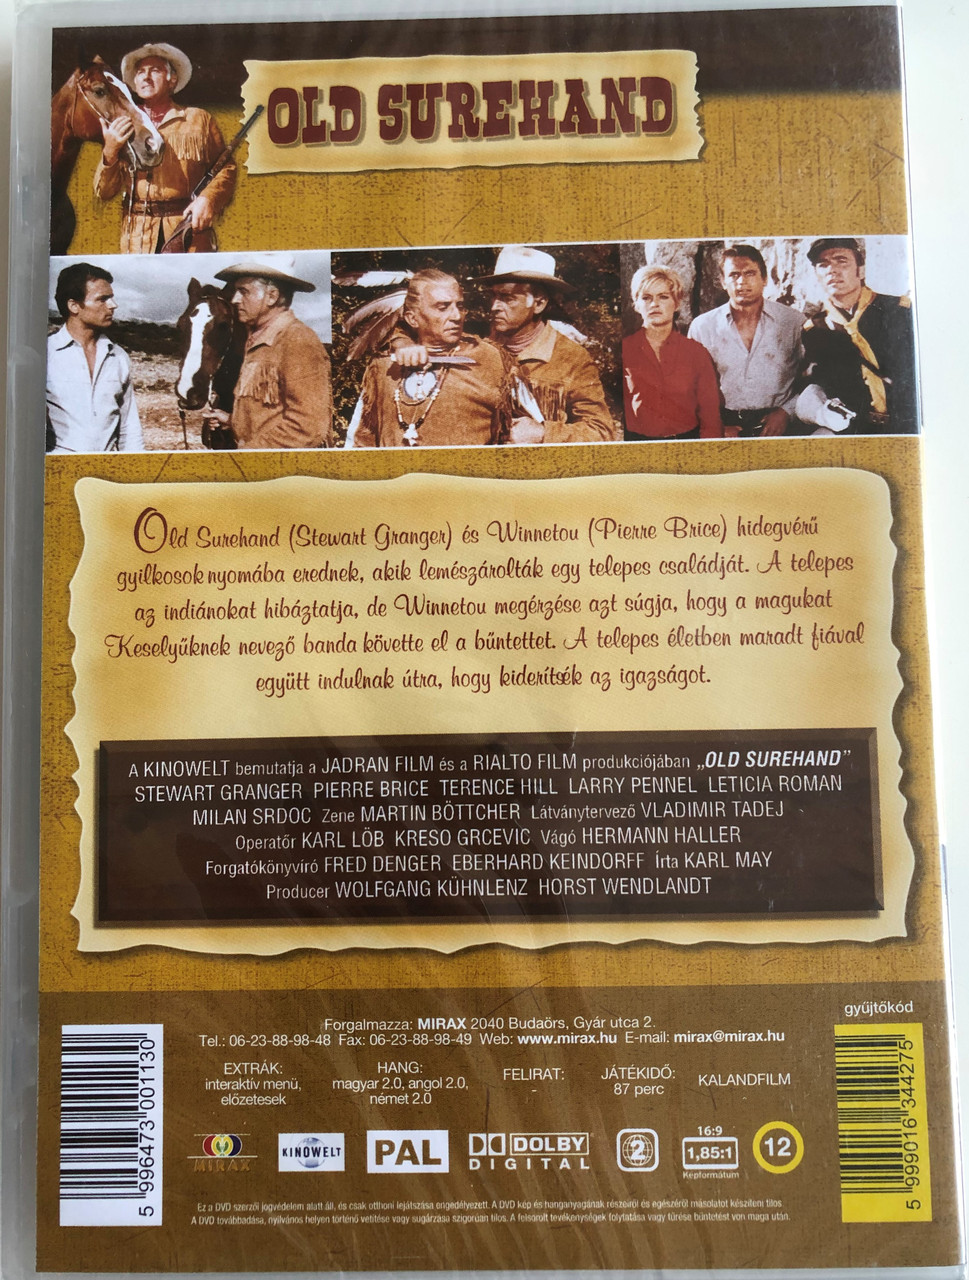 OLD SUREHAND
Old Surehand (Stewart Granger) és Winnetou (Pierre Brice) hidegvérű
gyilkosok nyomába erednek, akik lemészárolták egy telepes családját. A telepes
az indiánokat hibáztatja, de Winnetou megérzése azt súgja, hogy a magukat
Keselyűknek nevező banda követte el a bűntettet. A telepes életben maradt fiával
együtt indulnak útra, hogy kiderítsék az igazságot.
A KINOWELT bemutatja a JADRAN FILM és a RIALTO FILM produkciójában „OLD SUREHAND”
STEWART GRANGER PIERRE BRICE TERENCE HILL LARRY PENNEL LETICIA ROMAN
MILAN SRDOC Zene MARTIN BÖTTCHER Látványtervező VLADIMIR TADEJ
Operatőr KARL LÖB KRESO GRCEVIC Vágó HERMANN HALLER
Forgatókönyvíró FRED DENGER EBERHARD KEINDORFF Írta KARL MAY
Producer WOLFGANG KÜHNLENZ HORST WENDLANDT
gyűjtőkód
Forgalmazza: MIRAX 2040 Budaörs, Gyár utca 2.
Tel.: 06-23-88-98-48 Fax: 06-23-88-98-49 Web: www.mirax.hu E-mail: mirax@mirax.hu
EXTRÁK:
interaktív menü,
előzetesek
HANG:
magyar 2.0, angol 2.0,
német 2.0
FELIRAT:
-
JÁTÉKIDŐ:
87 perc
KALANDFILM
5 996473 001130
5 999016 344275
MIRAX
KINOWELT
PAL
DOLBY
DIGITAL
2
16:9
1,85:1
Képformátum
12
Ez a DVD szerzői jogvédelem alatt áll, és csak otthoni lejátszása engedélyezett. A DVD kép és hanganyagának részeiről és egészéről másolatot készíteni tilos.
A DVD továbbadása, nyilvános helyen történő vetítése vagy sugárzása szigorúan tilos. A felsorolt tevékenységek folytatása vagy tűrése büntetést von maga után.